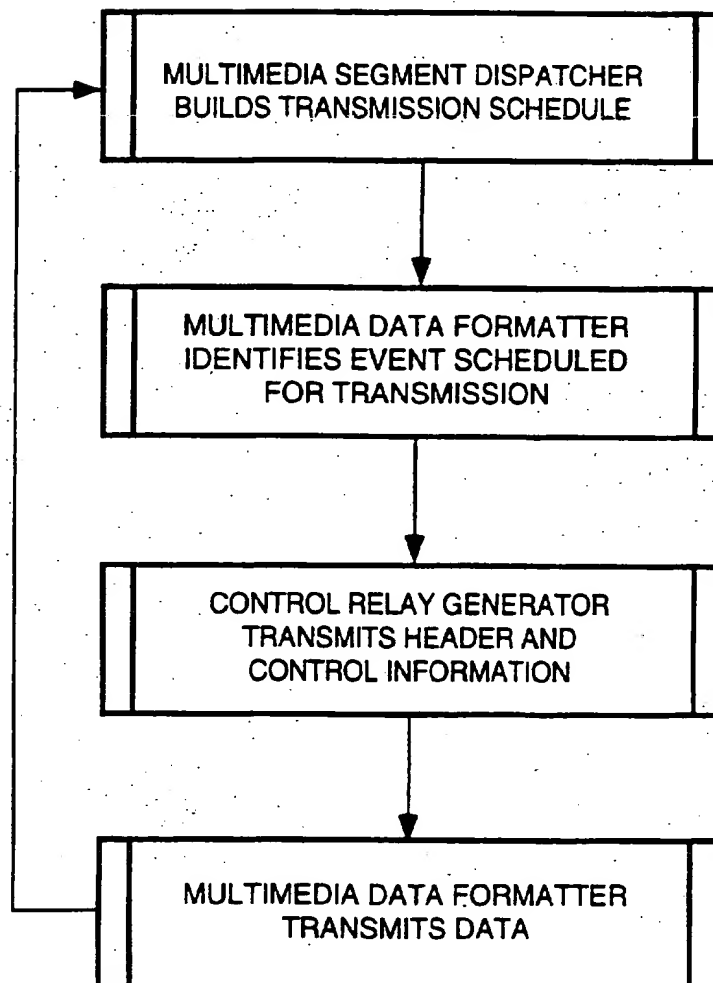 MULTIMEDIA SEGMENT DISPATCHER
BUILDS TRANSMISSION SCHEDULE
MULTIMEDIA DATA FORMATTER
IDENTIFIES EVENT SCHEDULED
FOR TRANSMISSION
CONTROL RELAY GENERATOR
TRANSMITS HEADER AND
CONTROL INFORMATION
MULTIMEDIA DATA FORMATTER
TRANSMITS DATA